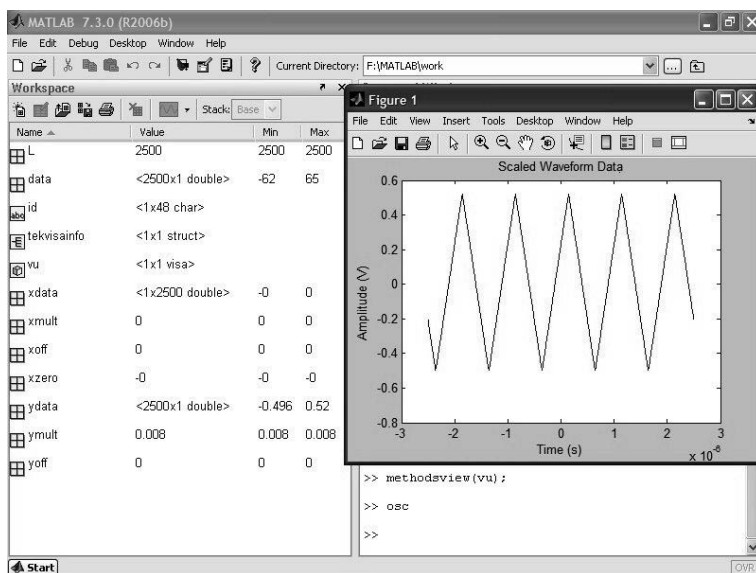 MATLAB 7.3.0 (R2006b)
File Edit Debug Desktop Window Help
Current Directory: F:\MATLAB\work
Workspace
Stack: Base
Name Value Min Max
L 2500 2500 2500
data <2500x1 double> -62 65
abc id <1x48 char>
tekvisainfo <1x1 struct>
vu <1x1 visa>
xdata <1x2500 double> -0 0
xmult 0 0 0
xoff 0 0 0
xzero -0 -0 -0
ydata <2500x1 double> -0.496 0.52
ymult 0.008 0.008 0.008
yoff 0 0 0
Figure 1
File Edit View Insert Tools Desktop Window Help
Scaled Waveform Data
0.6
0.4
0.2
0
-0.2
-0.4
-0.6
-0.8
Amplitude (V)
-3 -2 -1 0 1 2 3
Time (s)
x 10^-6
>> methodsview(vu);
>> osc
>>
Start
OVR